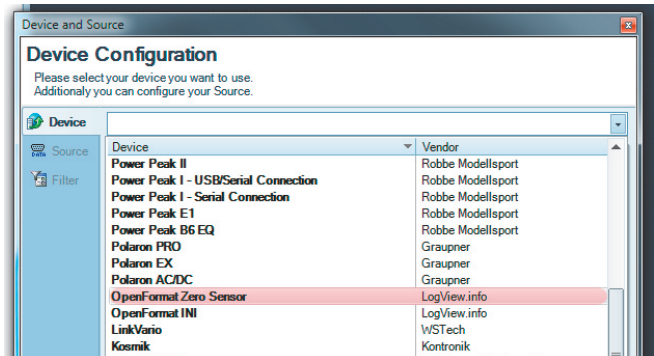 Device and Source
Device Configuration
Please select your device you want to use.
Additionaly you can configure your Source.
Device
Source
Filter
Device Vendor
Power Peak II Robbe Modellsport
Power Peak I - USB/Serial Connection Robbe Modellsport
Power Peak I - Serial Connection Robbe Modellsport
Power Peak E1 Robbe Modellsport
Power Peak B6 EQ Robbe Modellsport
Polaron PRO Graupner
Polaron EX Graupner
Polaron AC/DC Graupner
OpenFormat Zero Sensor LogView.info
OpenFormat INI LogView.info
LinkVario WSTech
Kosmik Kontronik